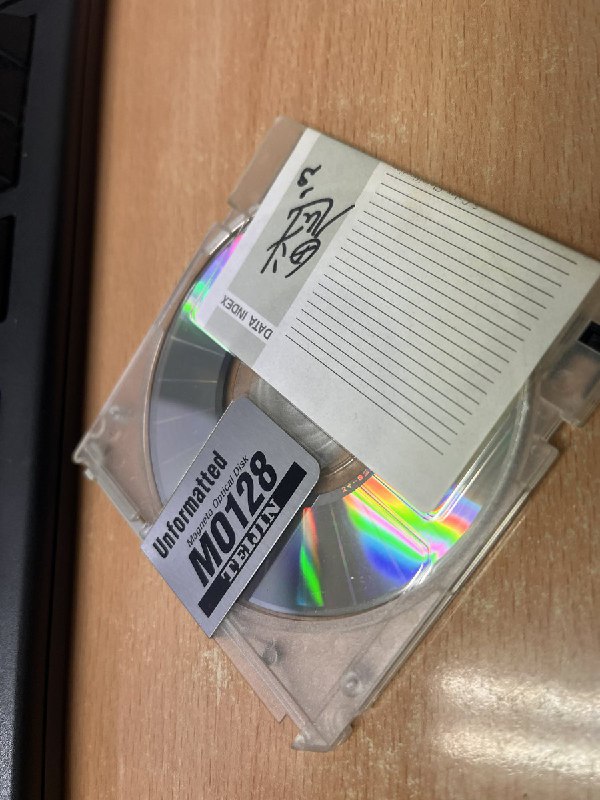 DATA INDEX
Unformatted
Magneto Optical Disk
MO128
TEIJIN